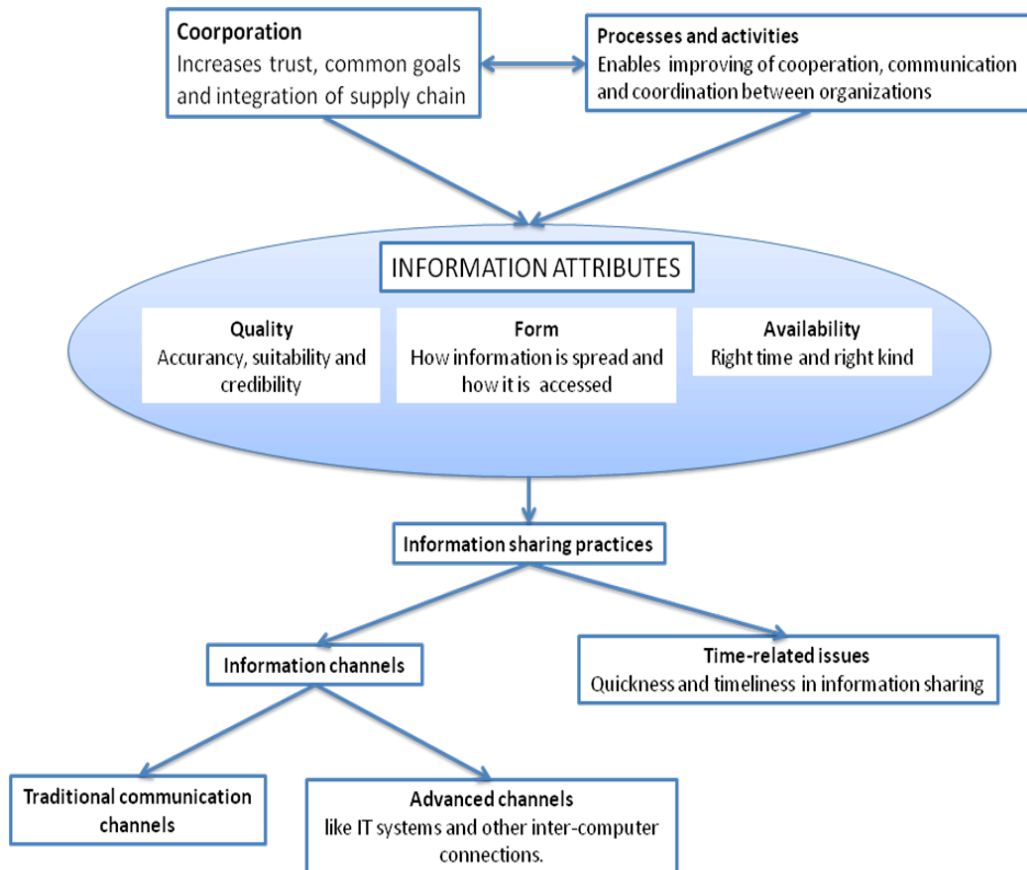 Coorporation
Increases trust, common goals
and integration of supply chain
Processes and activities
Enables improving of cooperation, communication
and coordination between organizations
INFORMATION ATTRIBUTES
Quality
Accurancy, suitability and
credibility
Form
How information is spread and
how it is accessed
Availability
Right time and right kind
Information sharing practices
Information channels
Time-related issues
Quickness and timeliness in information sharing
Traditional communication
channels
Advanced channels
like IT systems and other inter-computer
connections.